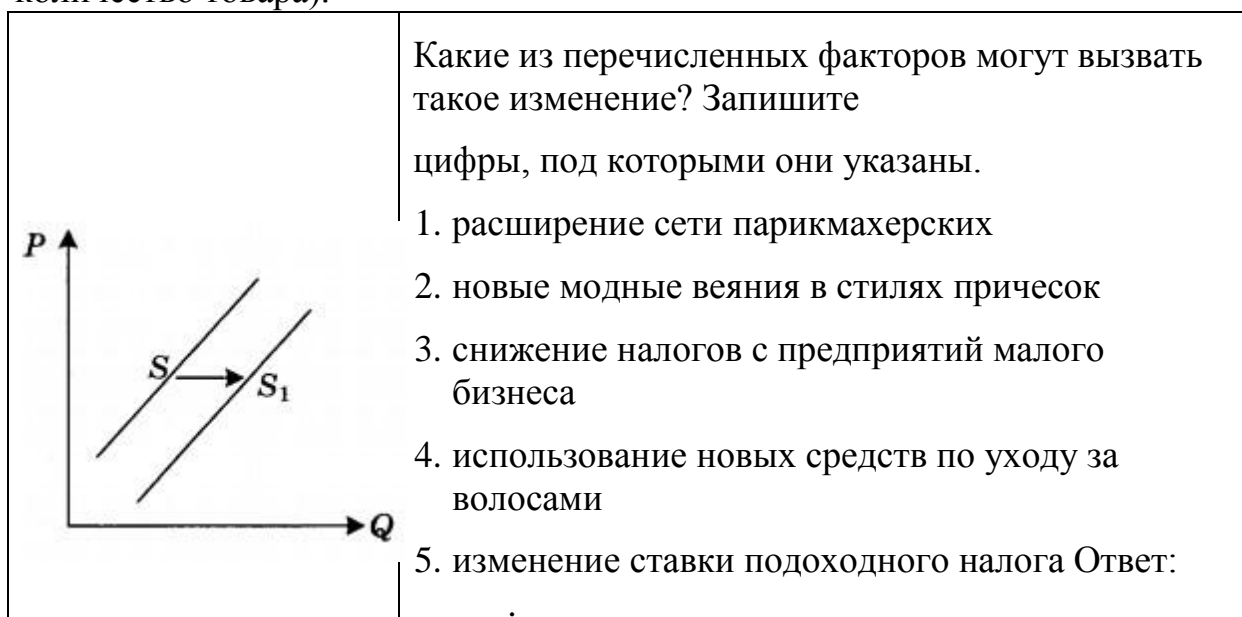 количество товара).
Какие из перечисленных факторов могут вызвать
такое изменение? Запишите
цифры, под которыми они указаны.
1. расширение сети парикмахерских
2. новые модные веяния в стилях причесок
3. снижение налогов с предприятий малого
бизнеса
4. использование новых средств по уходу за
волосами
5. изменение ставки подоходного налога Ответ:
P
S
S1
Q